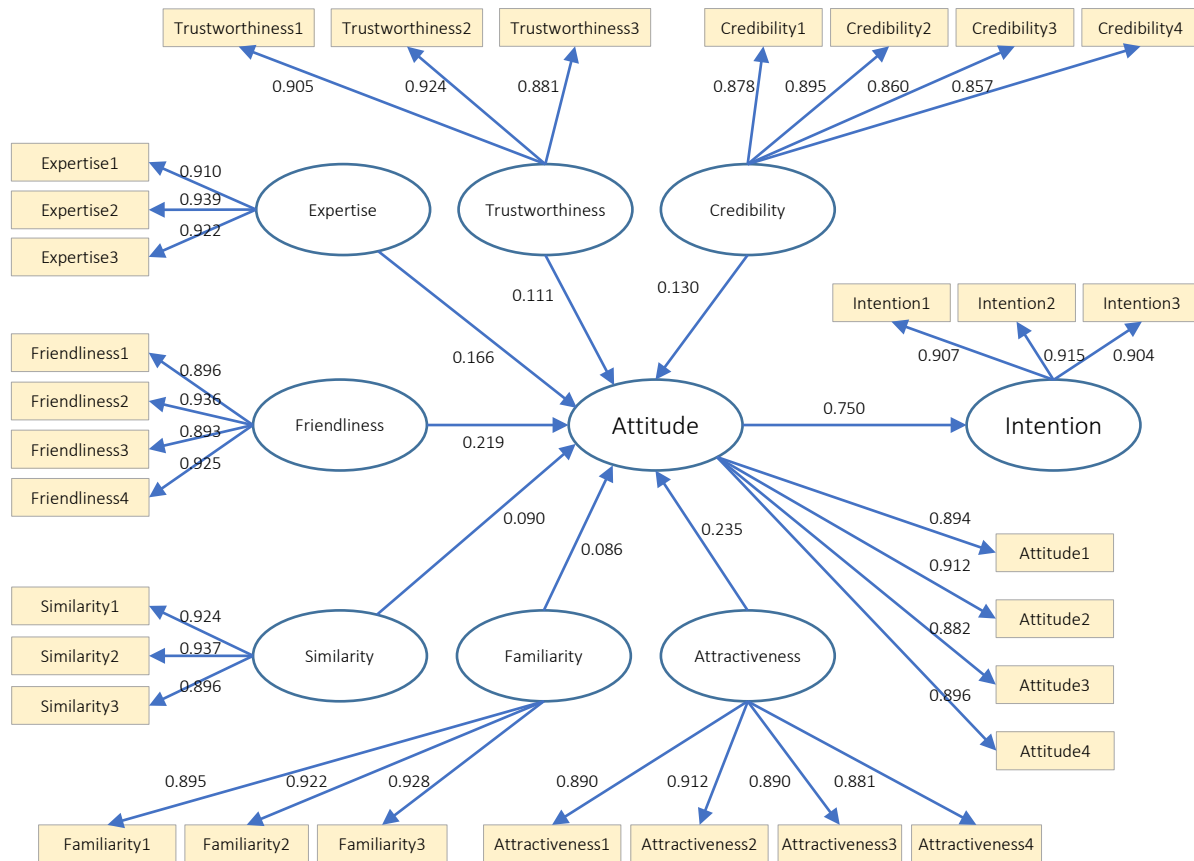 Trustworthiness1 Trustworthiness2 Trustworthiness3 Credibility1 Credibility2 Credibility3 Credibility4
0.905 0.924 0.881 0.878 0.895 0.860 0.857
Expertise1
0.910
Expertise2
0.939
Expertise3
0.922
Expertise Trustworthiness Credibility
0.111 0.130
0.166
Intention1 Intention2 Intention3
0.907 0.915 0.904
Friendliness1
0.896
Friendliness2
0.936
Friendliness3
0.893
Friendliness4
0.925
Friendliness
0.219
Attitude
0.750
Intention
0.090
0.086
0.235
0.894
Attitude1
0.912
Attitude2
0.882
Attitude3
0.896
Attitude4
Similarity1
0.924
Similarity2
0.937
Similarity3
0.896
Similarity Familiarity Attractiveness
0.895 0.922 0.928 0.890 0.912 0.890 0.881
Familiarity1 Familiarity2 Familiarity3 Attractiveness1 Attractiveness2 Attractiveness3 Attractiveness4